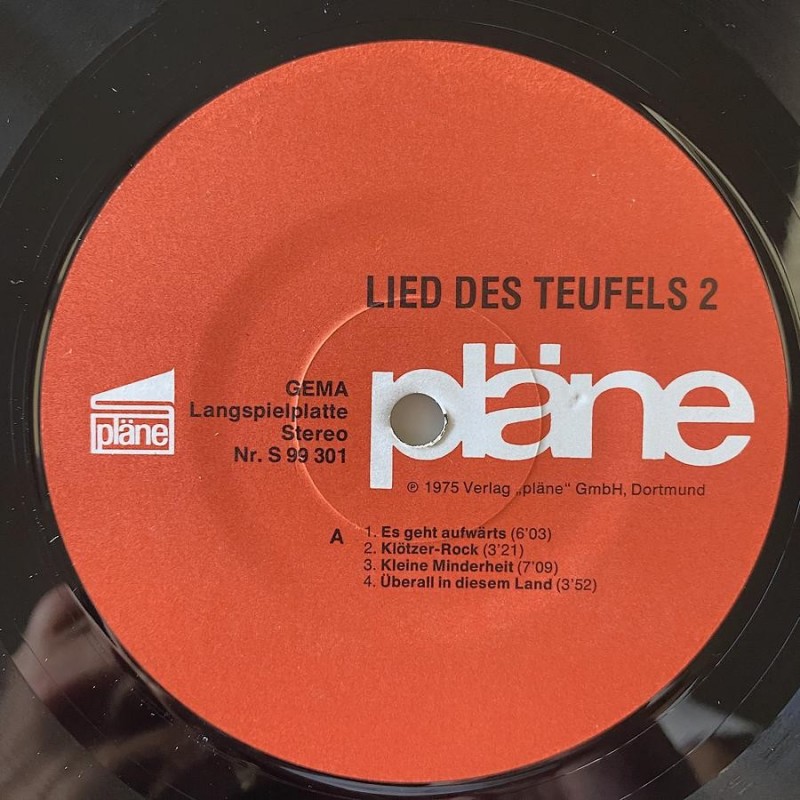 LIED DES TEUFELS 2
pläne
pläne
GEMA
Langspielplatte
Stereo
Nr. S 99 301
℗ 1975 Verlag „pläne“ GmbH, Dortmund
A
1. Es geht aufwärts (6'03)
2. Klötzer-Rock (3'21)
3. Kleine Minderheit (7'09)
4. Überall in diesem Land (3'52)